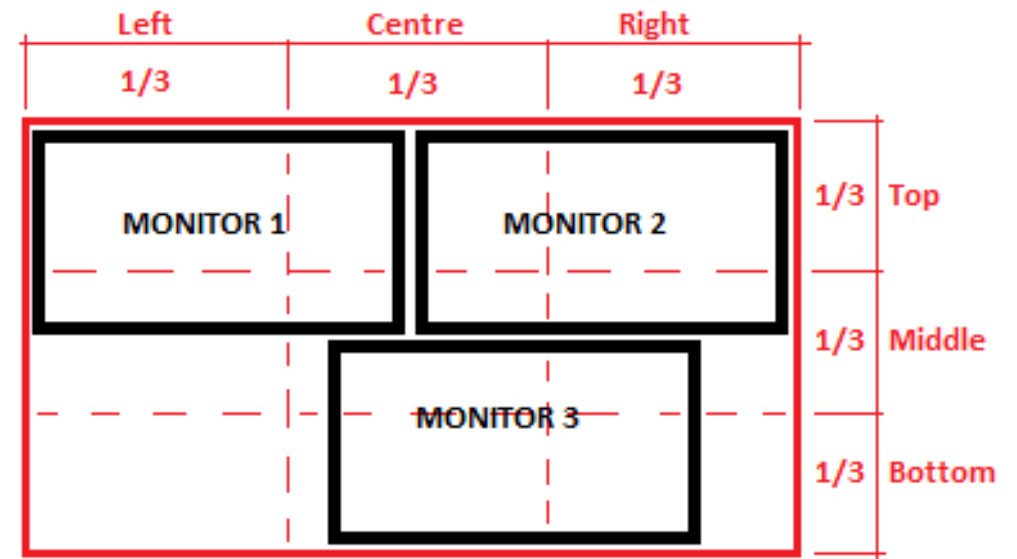 Left Centre Right
1/3 1/3 1/3
MONITOR 1 MONITOR 2 1/3 Top
1/3 Middle
MONITOR 3
1/3 Bottom